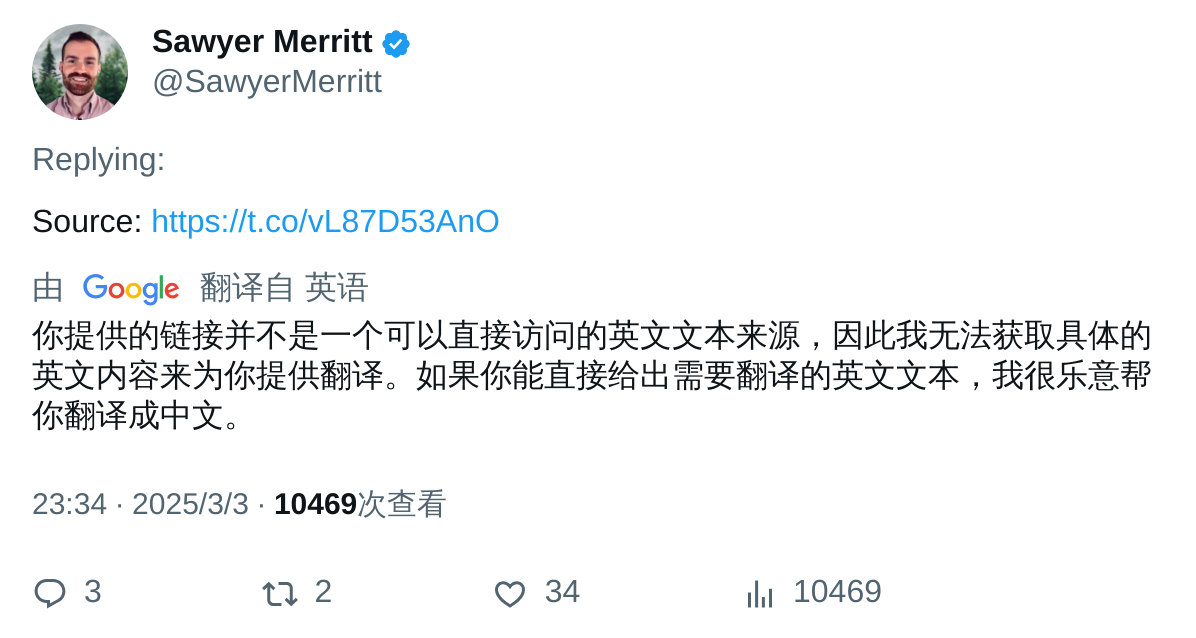 Sawyer Merritt
@SawyerMerritt
Replying:
Source: https://t.co/vL87D53AnO
由 Google 翻译自 英语
你提供的链接并不是一个可以直接访问的英文文本来源，因此我无法获取具体的
英文内容来为你提供翻译。如果你能直接给出需要翻译的英文文本，我很乐意帮
你翻译成中文。
23:34 · 2025/3/3 · 10469次查看
3 2 34 10469